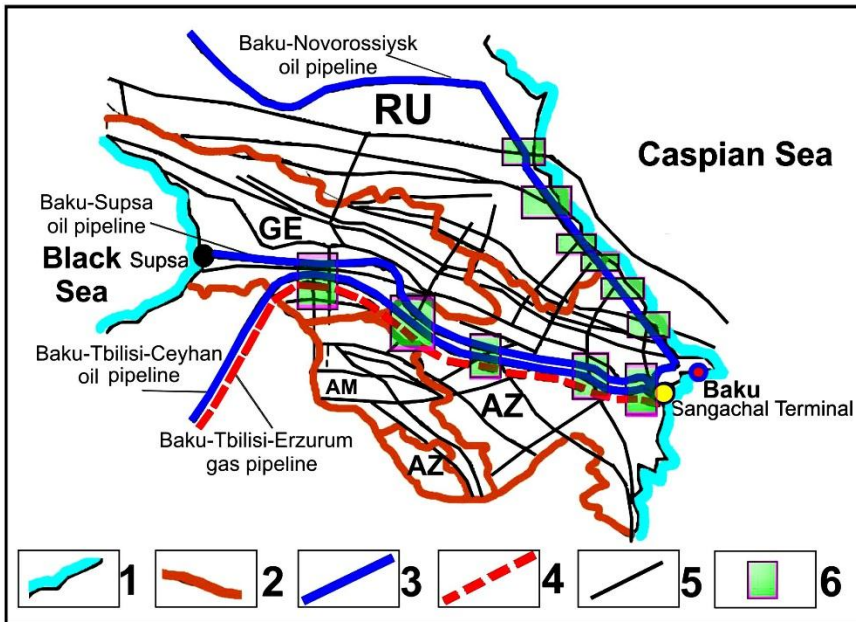 Baku-Novorossiysk
oil pipeline
RU
Caspian Sea
Baku-Supsa
oil pipeline
GE
Black
Sea
Supsa
Baku-Tbilisi-Ceyhan
oil pipeline
AM
AZ
Baku
Sangachal Terminal
Baku-Tbilisi-Erzurum
gas pipeline
AZ
1
2
3
4
5
6